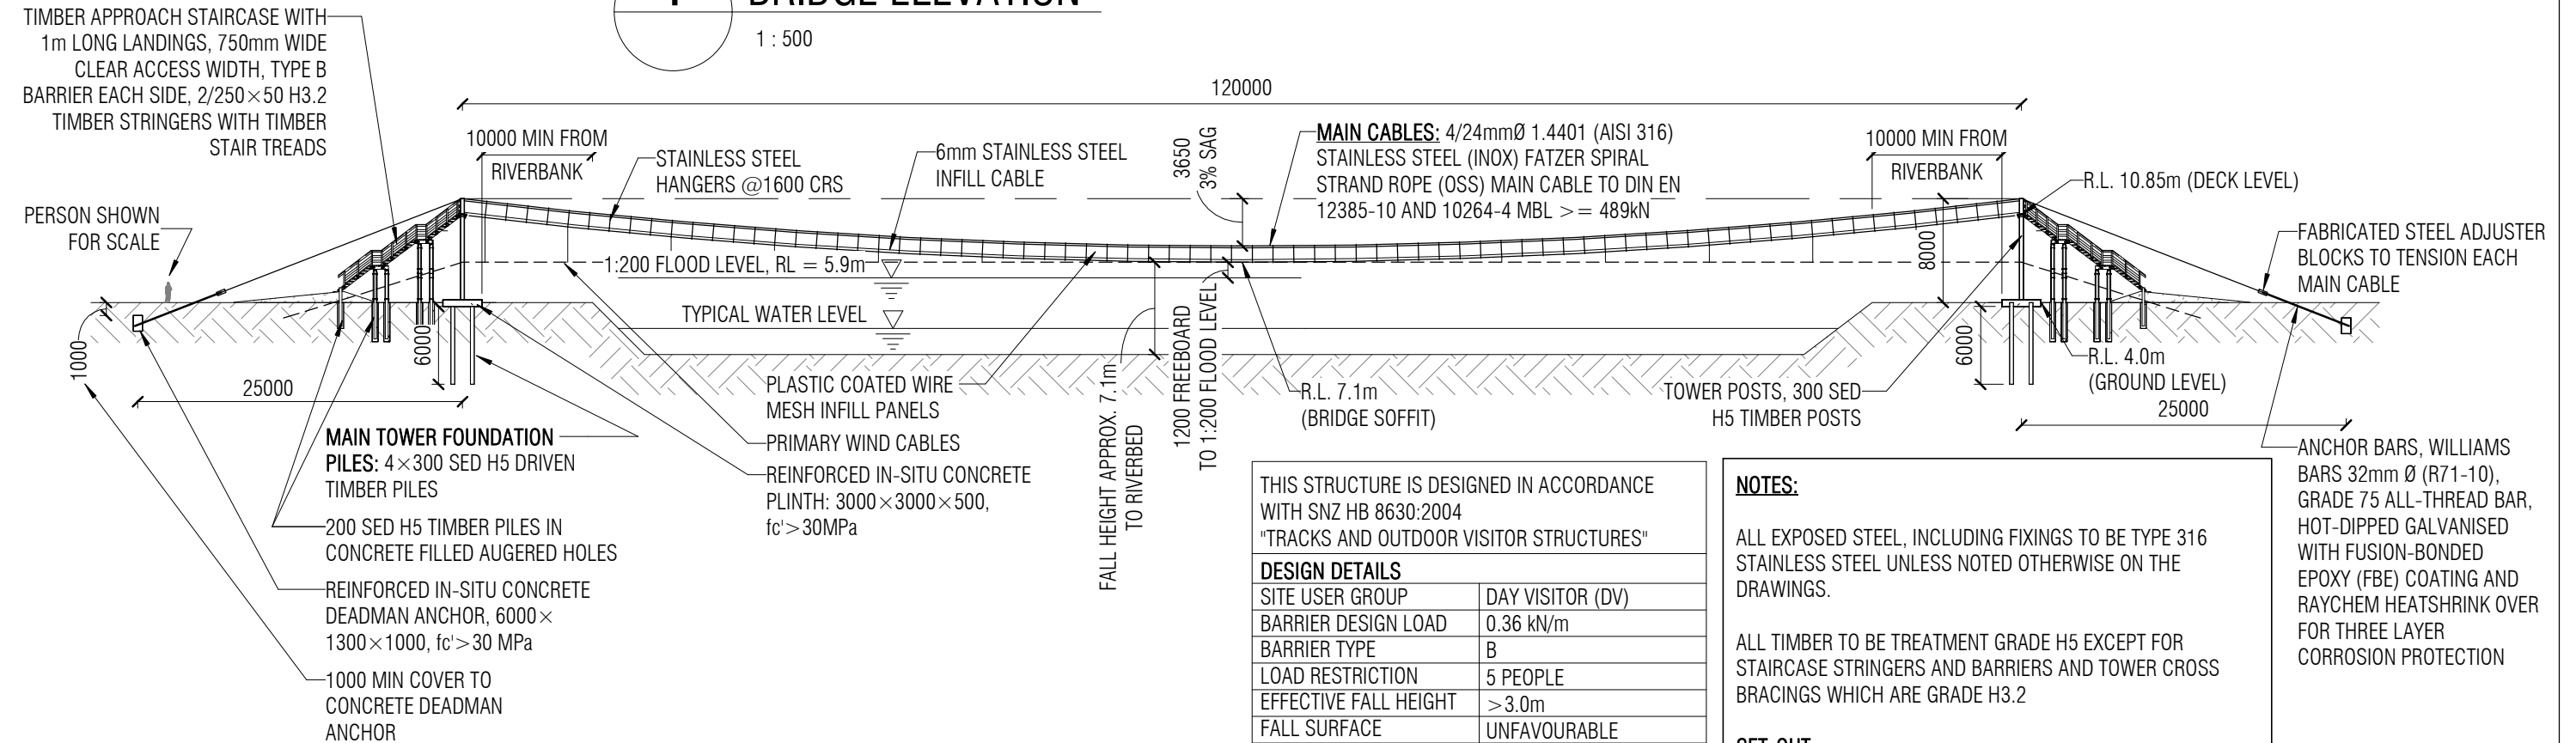 BRIDGE ELEVATION
1 : 500
TIMBER APPROACH STAIRCASE WITH
1m LONG LANDINGS, 750mm WIDE
CLEAR ACCESS WIDTH, TYPE B
BARRIER EACH SIDE, 2/250×50 H3.2
TIMBER STRINGERS WITH TIMBER
STAIR TREADS
120000
10000 MIN FROM
RIVERBANK
STAINLESS STEEL
HANGERS @1600 CRS
6mm STAINLESS STEEL
INFILL CABLE
3650
3% SAG
MAIN CABLES: 4/24mmØ 1.4401 (AISI 316)
STAINLESS STEEL (INOX) FATZER SPIRAL
STRAND ROPE (OSS) MAIN CABLE TO DIN EN
12385-10 AND 10264-4 MBL >= 489kN
10000 MIN FROM
RIVERBANK
R.L. 10.85m (DECK LEVEL)
PERSON SHOWN
FOR SCALE
FABRICATED STEEL ADJUSTER
BLOCKS TO TENSION EACH
MAIN CABLE
1:200 FLOOD LEVEL, RL = 5.9m
TYPICAL WATER LEVEL
8000
1000
6000
6000
25000
FALL HEIGHT APPROX. 7.1m
TO RIVERBED
1200 FREEBOARD
TO 1:200 FLOOD LEVEL
PLASTIC COATED WIRE
MESH INFILL PANELS
PRIMARY WIND CABLES
REINFORCED IN-SITU CONCRETE
PLINTH: 3000×3000×500,
fc'>30MPa
R.L. 7.1m
(BRIDGE SOFFIT)
TOWER POSTS, 300 SED
H5 TIMBER POSTS
R.L. 4.0m
(GROUND LEVEL)
25000
MAIN TOWER FOUNDATION
PILES: 4×300 SED H5 DRIVEN
TIMBER PILES
200 SED H5 TIMBER PILES IN
CONCRETE FILLED AUGERED HOLES
REINFORCED IN-SITU CONCRETE
DEADMAN ANCHOR, 6000×
1300×1000, fc'>30 MPa
1000 MIN COVER TO
CONCRETE DEADMAN
ANCHOR
THIS STRUCTURE IS DESIGNED IN ACCORDANCE
WITH SNZ HB 8630:2004
"TRACKS AND OUTDOOR VISITOR STRUCTURES"
DESIGN DETAILS
SITE USER GROUP DAY VISITOR (DV)
BARRIER DESIGN LOAD 0.36 kN/m
BARRIER TYPE B
LOAD RESTRICTION 5 PEOPLE
EFFECTIVE FALL HEIGHT >3.0m
FALL SURFACE UNFAVOURABLE
NOTES:
ALL EXPOSED STEEL, INCLUDING FIXINGS TO BE TYPE 316
STAINLESS STEEL UNLESS NOTED OTHERWISE ON THE
DRAWINGS.
ALL TIMBER TO BE TREATMENT GRADE H5 EXCEPT FOR
STAIRCASE STRINGERS AND BARRIERS AND TOWER CROSS
BRACINGS WHICH ARE GRADE H3.2
ANCHOR BARS, WILLIAMS
BARS 32mm Ø (R71-10),
GRADE 75 ALL-THREAD BAR,
HOT-DIPPED GALVANISED
WITH FUSION-BONDED
EPOXY (FBE) COATING AND
RAYCHEM HEATSHRINK OVER
FOR THREE LAYER
CORROSION PROTECTION